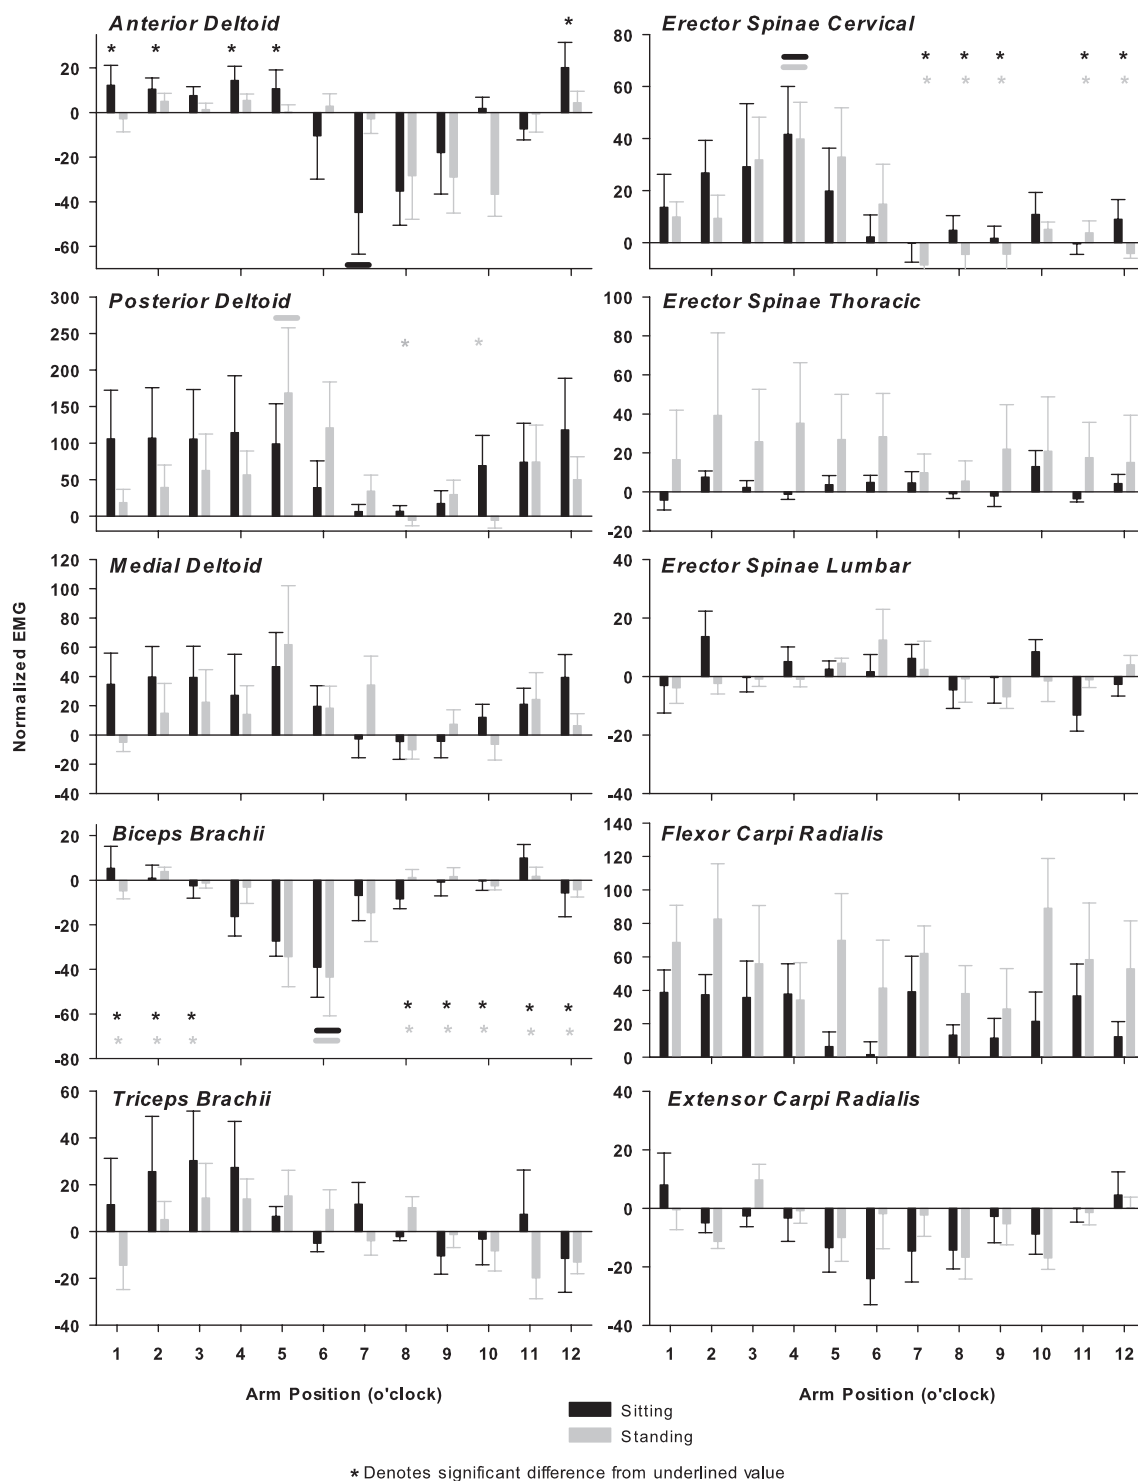 Anterior Deltoid
* * * * *
20
0
-20
-40
-60
Erector Spinae Cervical
80
60
40
20
0
* * * * *
* * * * *
Posterior Deltoid
300
250
200
150
100
50
0
* *
Erector Spinae Thoracic
100
80
60
40
20
0
-20
Medial Deltoid
120
100
80
60
40
20
0
-20
-40
Erector Spinae Lumbar
40
20
0
-20
-40
Normalized EMG
Biceps Brachii
20
0
-20
-40
-60
-80
* * * * * * * *
* * * * * * * *
Flexor Carpi Radialis
140
120
100
80
60
40
20
0
Triceps Brachii
60
40
20
0
-20
-40
Extensor Carpi Radialis
40
20
0
-20
-40
1 2 3 4 5 6 7 8 9 10 11 12
1 2 3 4 5 6 7 8 9 10 11 12
Arm Position (o'clock)
Arm Position (o'clock)
Sitting
Standing
* Denotes significant difference from underlined value